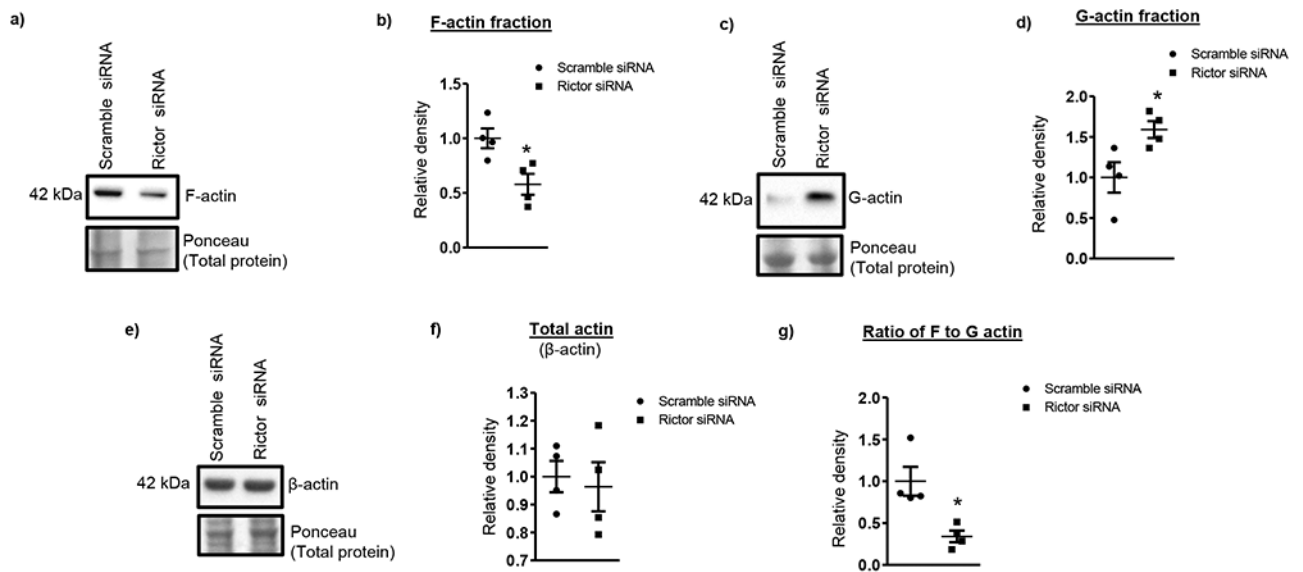 a)
Scramble siRNA
Rictor siRNA
42 kDa
F-actin
Ponceau
(Total protein)
b)
F-actin fraction
Scramble siRNA
Rictor siRNA
Relative density
1.5
1.0
0.5
0.0
*
c)
Scramble siRNA
Rictor siRNA
42 kDa
G-actin
Ponceau
(Total protein)
d)
G-actin fraction
Scramble siRNA
Rictor siRNA
Relative density
2.0
1.5
1.0
0.5
0.0
*
e)
Scramble siRNA
Rictor siRNA
42 kDa
β-actin
Ponceau
(Total protein)
f)
Total actin
(β-actin)
Scramble siRNA
Rictor siRNA
Relative density
1.3
1.2
1.1
1.0
0.9
0.8
0.7
g)
Ratio of F to G actin
Scramble siRNA
Rictor siRNA
Relative density
2.0
1.5
1.0
0.5
0.0
*